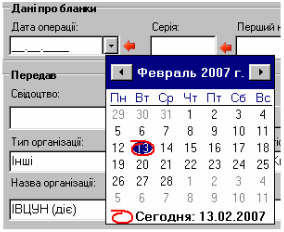 Дані про бланки
Дата операції:
Серія:
Перший н
__.__.____
Передав
Свідоцтво:
Тип організації:
Інші
Назва організації:
ІВЦУН (діє)
Февраль 2007 г.
Пн Вт Ср Чт Пт Сб Вс
29 30 31 1 2 3 4
5 6 7 8 9 10 11
12 13 14 15 16 17 18
19 20 21 22 23 24 25
26 27 28 1 2 3 4
5 6 7 8 9 10 11
Сегодня: 13.02.2007